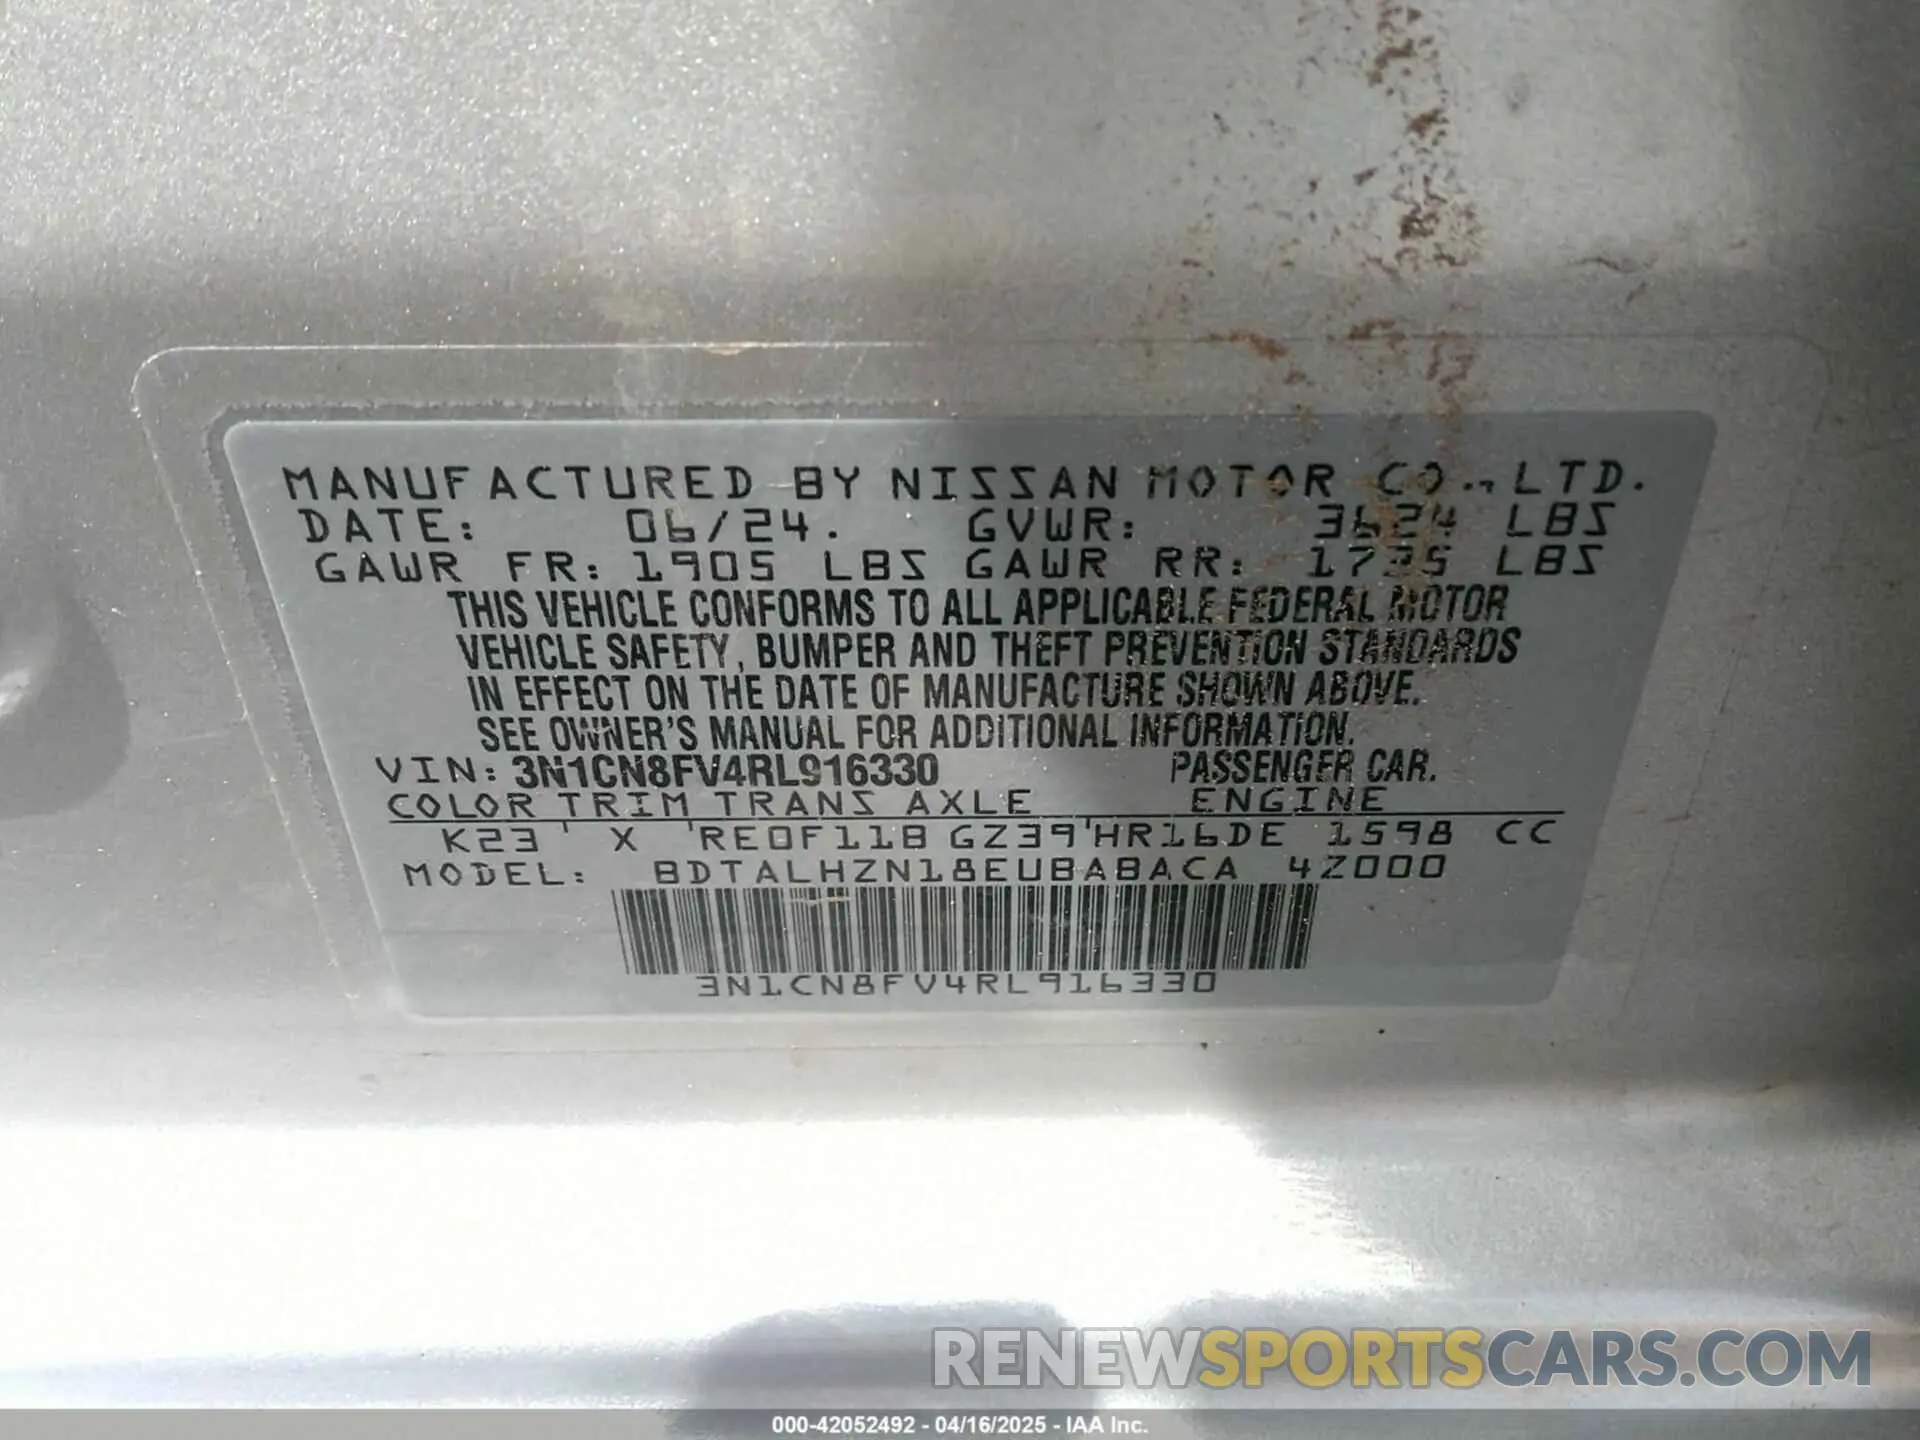 MANUFACTURED BY NISSAN MOTOR CO., LTD.
DATE: 06/24. GVWR: 3624 LBS
GAWR FR: 1905 LBS GAWR RR: 1735 LBS
THIS VEHICLE CONFORMS TO ALL APPLICABLE FEDERAL MOTOR
VEHICLE SAFETY, BUMPER AND THEFT PREVENTION STANDARDS
IN EFFECT ON THE DATE OF MANUFACTURE SHOWN ABOVE.
SEE OWNER'S MANUAL FOR ADDITIONAL INFORMATION.
VIN: 3N1CN8FV4RL916330 PASSENGER CAR.
COLOR TRIM TRANS AXLE ENGINE
K23 ' X 'RE0F11B GZ39'HR16DE 1598 CC
MODEL: BDTALHZN18EUBABACA 4Z000
3N1CN8FV4RL916330
RENEWSPORTSCARS.COM
000-42052492 - 04/16/2025 - IAA Inc.